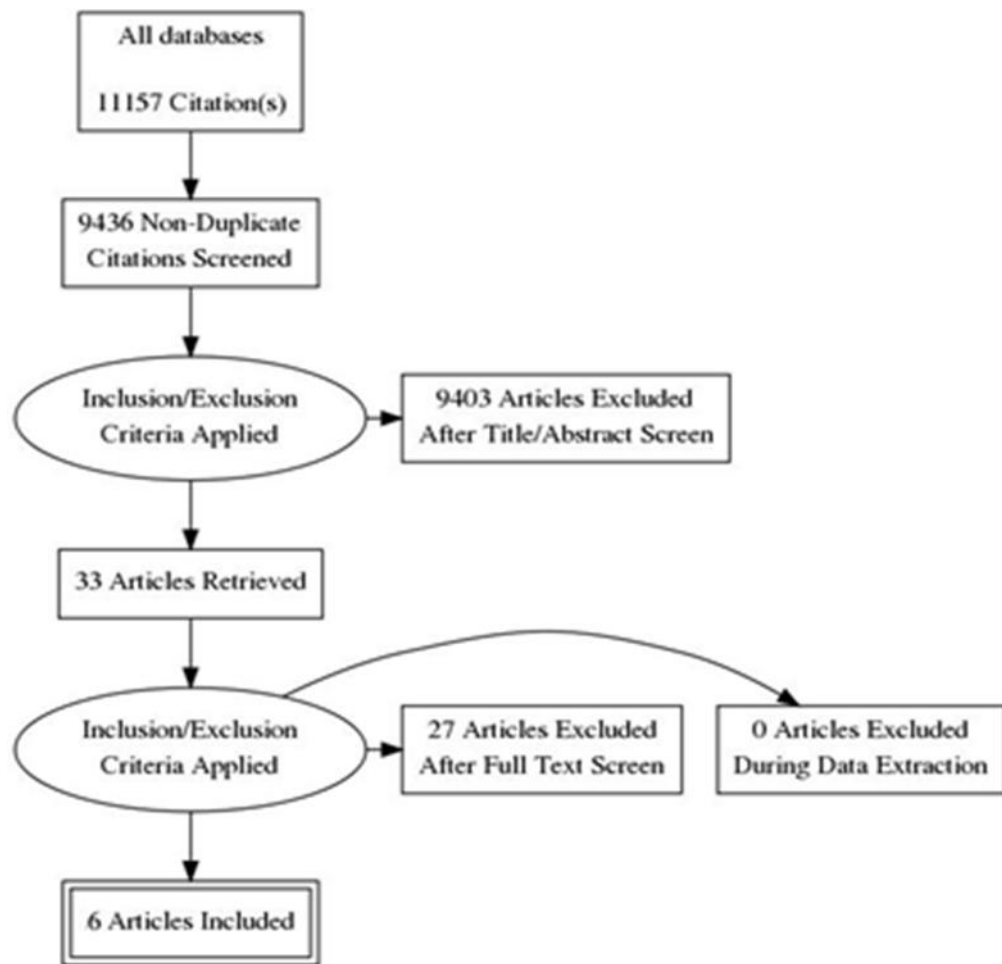 All databases
11157 Citation(s)
9436 Non-Duplicate
Citations Screened
Inclusion/Exclusion
Criteria Applied
9403 Articles Excluded
After Title/Abstract Screen
33 Articles Retrieved
Inclusion/Exclusion
Criteria Applied
27 Articles Excluded
After Full Text Screen
0 Articles Excluded
During Data Extraction
6 Articles Included